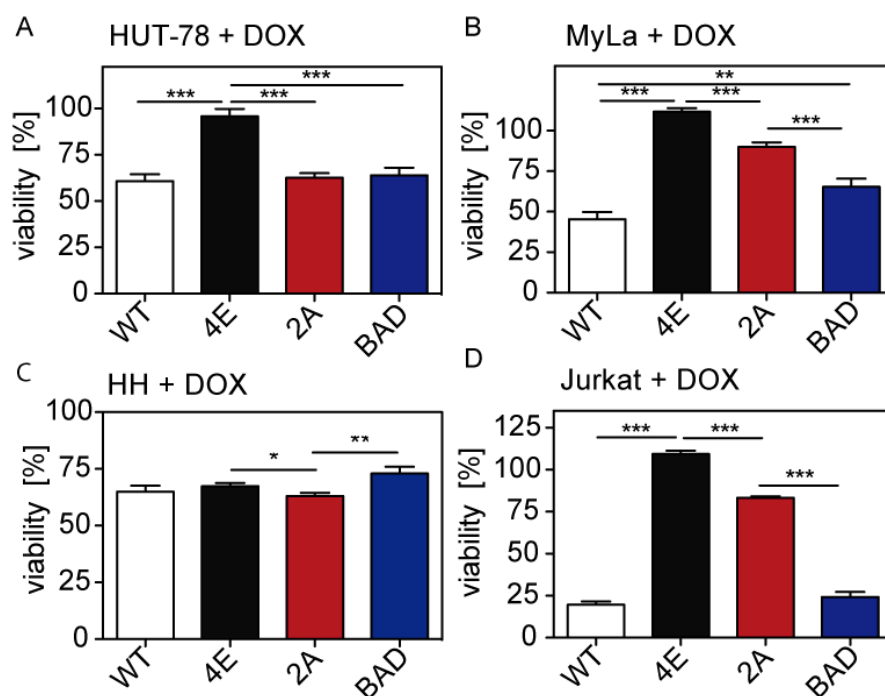 A HUT-78 + DOX
viability [%]
100
75
50
25
0
*** *** ***
WT 4E 2A BAD
B MyLa + DOX
viability [%]
100
75
50
25
0
** *** *** ***
WT 4E 2A BAD
C HH + DOX
viability [%]
100
75
50
25
0
* **
WT 4E 2A BAD
D Jurkat + DOX
viability [%]
125
100
75
50
25
0
*** *** ***
WT 4E 2A BAD